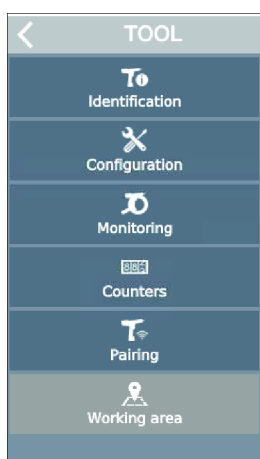 TOOL
Identification
Configuration
Monitoring
Counters
Pairing
Working area